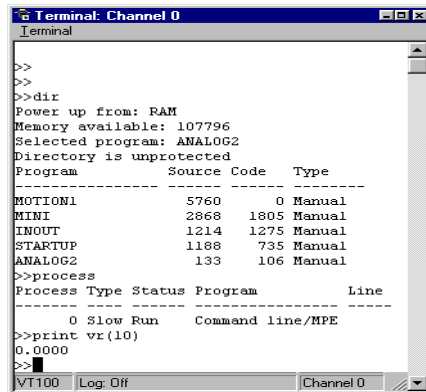 Terminal: Channel 0
Terminal
>>
>>
>>dir
Power up from: RAM
Memory available: 107796
Selected program: ANALOG2
Directory is unprotected
Program Source Code Type
---------------- ------ ------ ---------
MOTION1 5760 0 Manual
MINI 2868 1805 Manual
INOUT 1214 1275 Manual
STARTUP 1188 735 Manual
ANALOG2 133 106 Manual
>>process
Process Type Status Program Line
------- ---- ------ ---------------- -----
0 Slow Run Command line/MPE
>>print vr(10)
0.0000
>>
VT100 Log: Off Channel 0